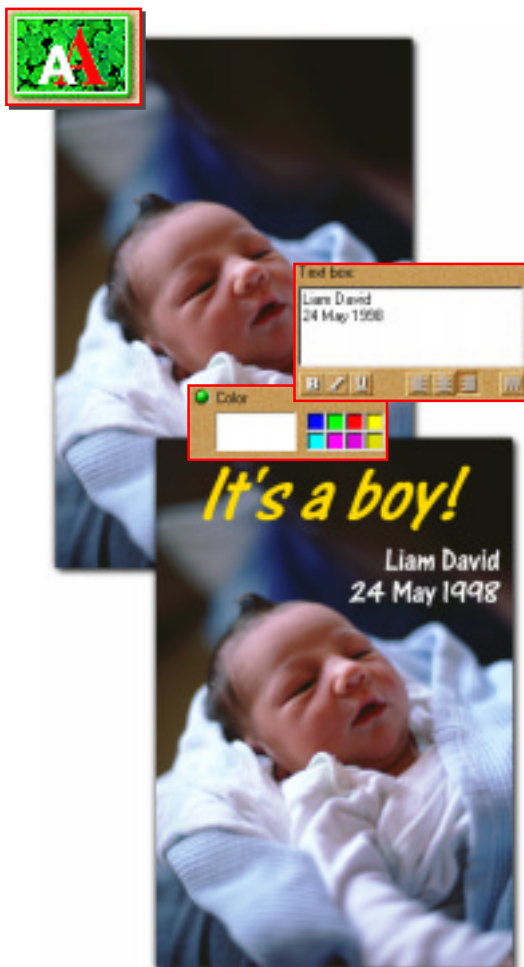 AA
Text box:
Liam David
24 May 1998
B I U
Color
It's a boy!
Liam David
24 May 1998